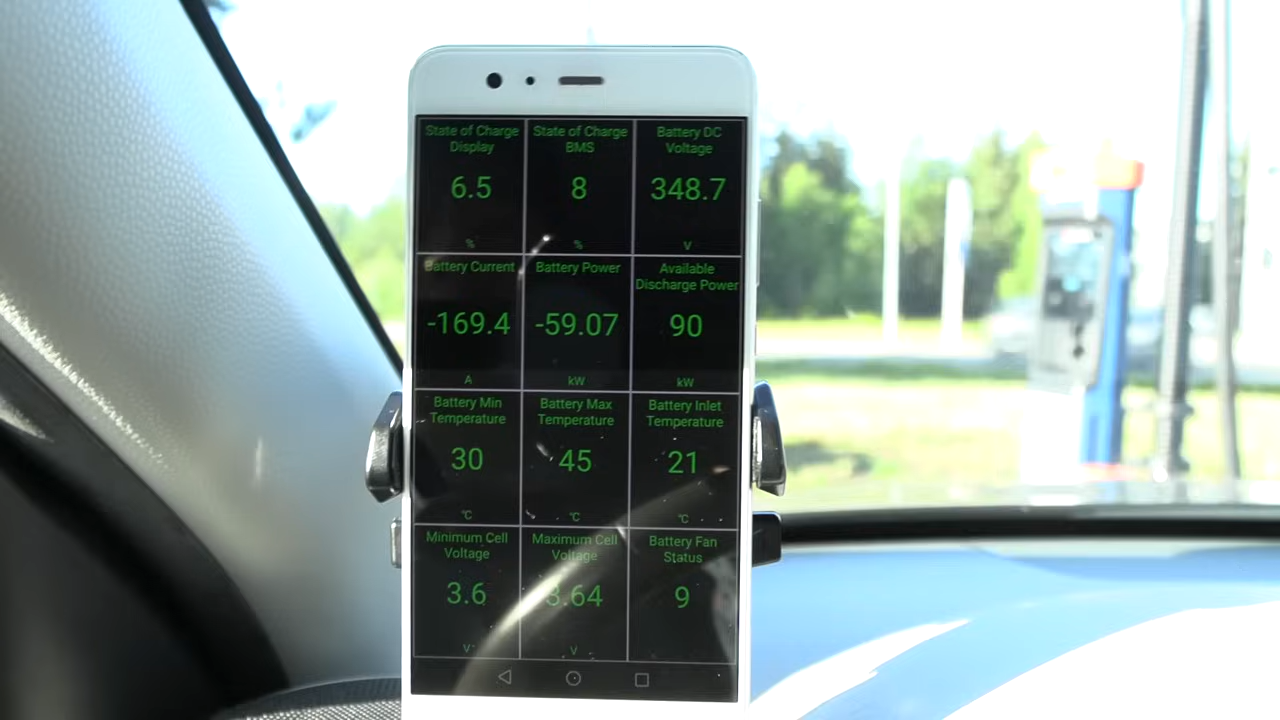 State of Charge Display
6.5
%
State of Charge BMS
8
%
Battery DC Voltage
348.7
V
Battery Current
-169.4
A
Battery Power
-59.07
kW
Available Discharge Power
90
kW
Battery Min Temperature
30
°C
Battery Max Temperature
45
°C
Battery Inlet Temperature
21
°C
Minimum Cell Voltage
3.6
V
Maximum Cell Voltage
3.64
V
Battery Fan Status
9